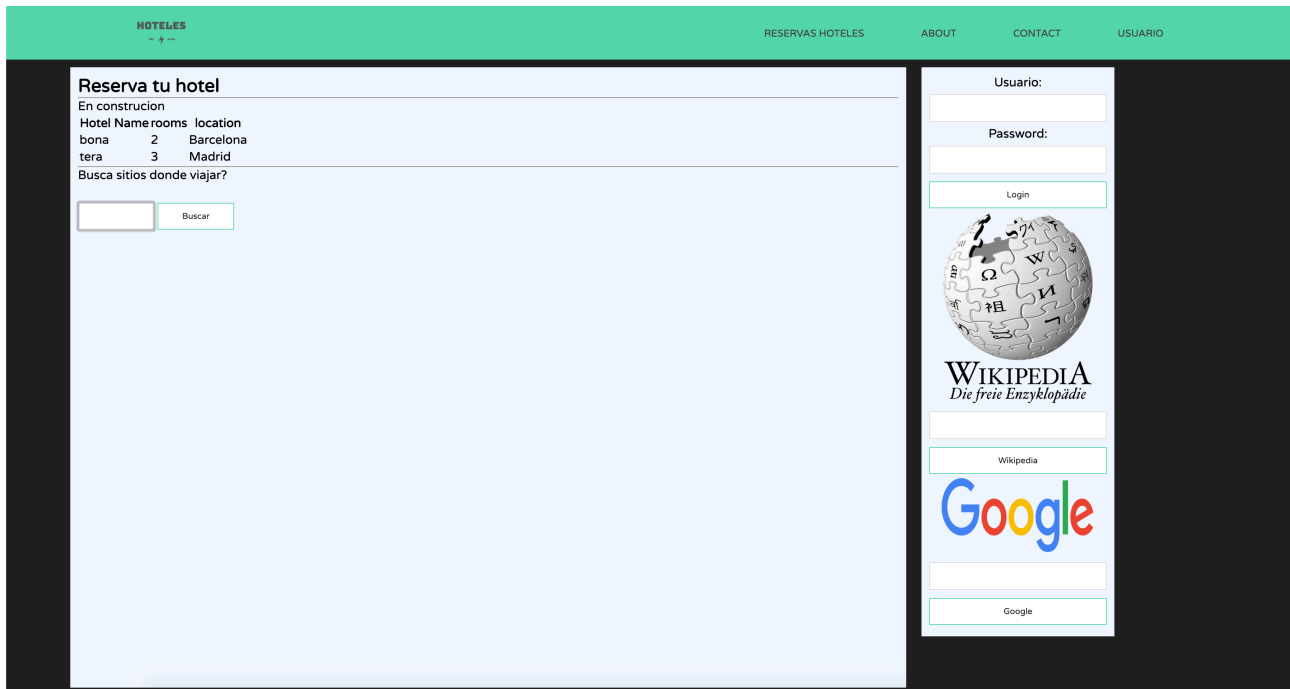 HOTELES
RESERVAS HOTELES ABOUT CONTACT USUARIO
Reserva tu hotel
En construcion
Hotel Name rooms location
bona 2 Barcelona
tera 3 Madrid
Busca sitios donde viajar?
Buscar
Usuario:
Password:
Login
Ω W
祖 И
WIKIPEDIA
Die freie Enzyklopädie
Wikipedia
Google
Google